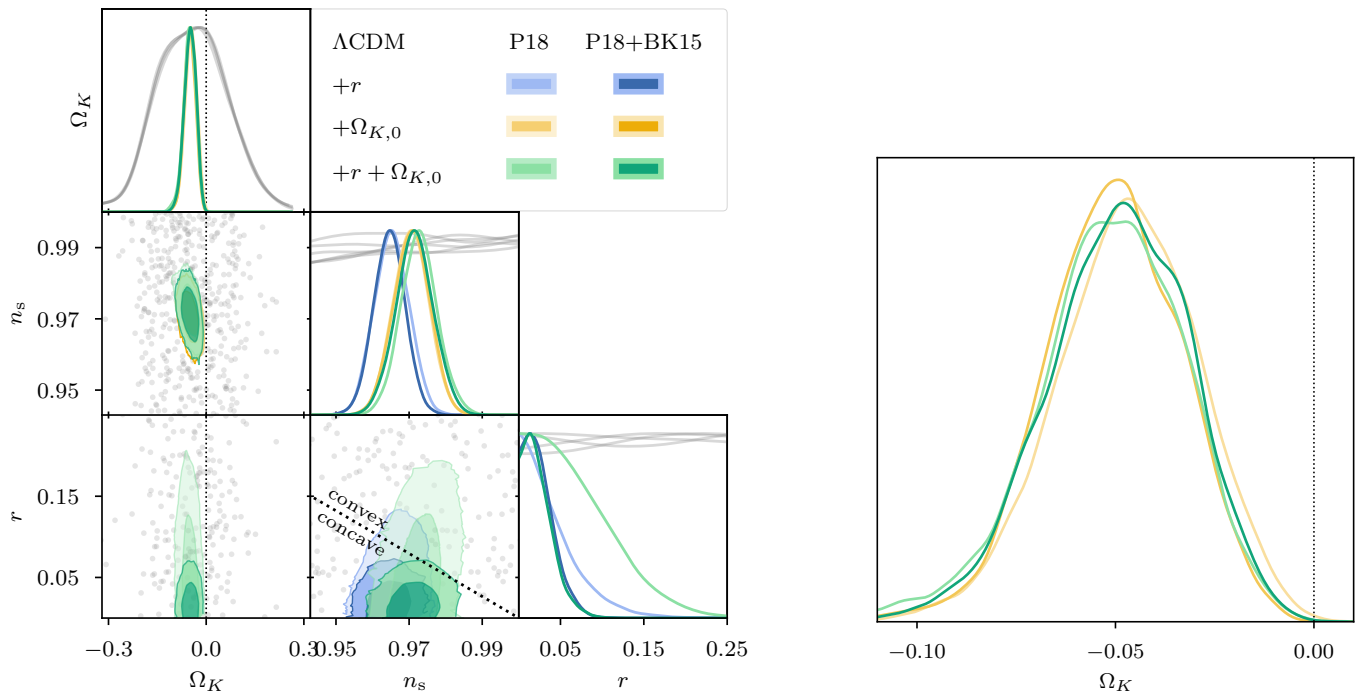 ΛCDM P18 P18+BK15
+r
+Ω_{K,0}
+r + Ω_{K,0}
Ω_K
0.99
0.97
0.95
n_s
0.15
0.05
r
convex
concave
−0.3 0.0 0.3
Ω_K
0.95 0.97 0.99
n_s
0.05 0.15 0.25
r
−0.10 −0.05 0.00
Ω_K